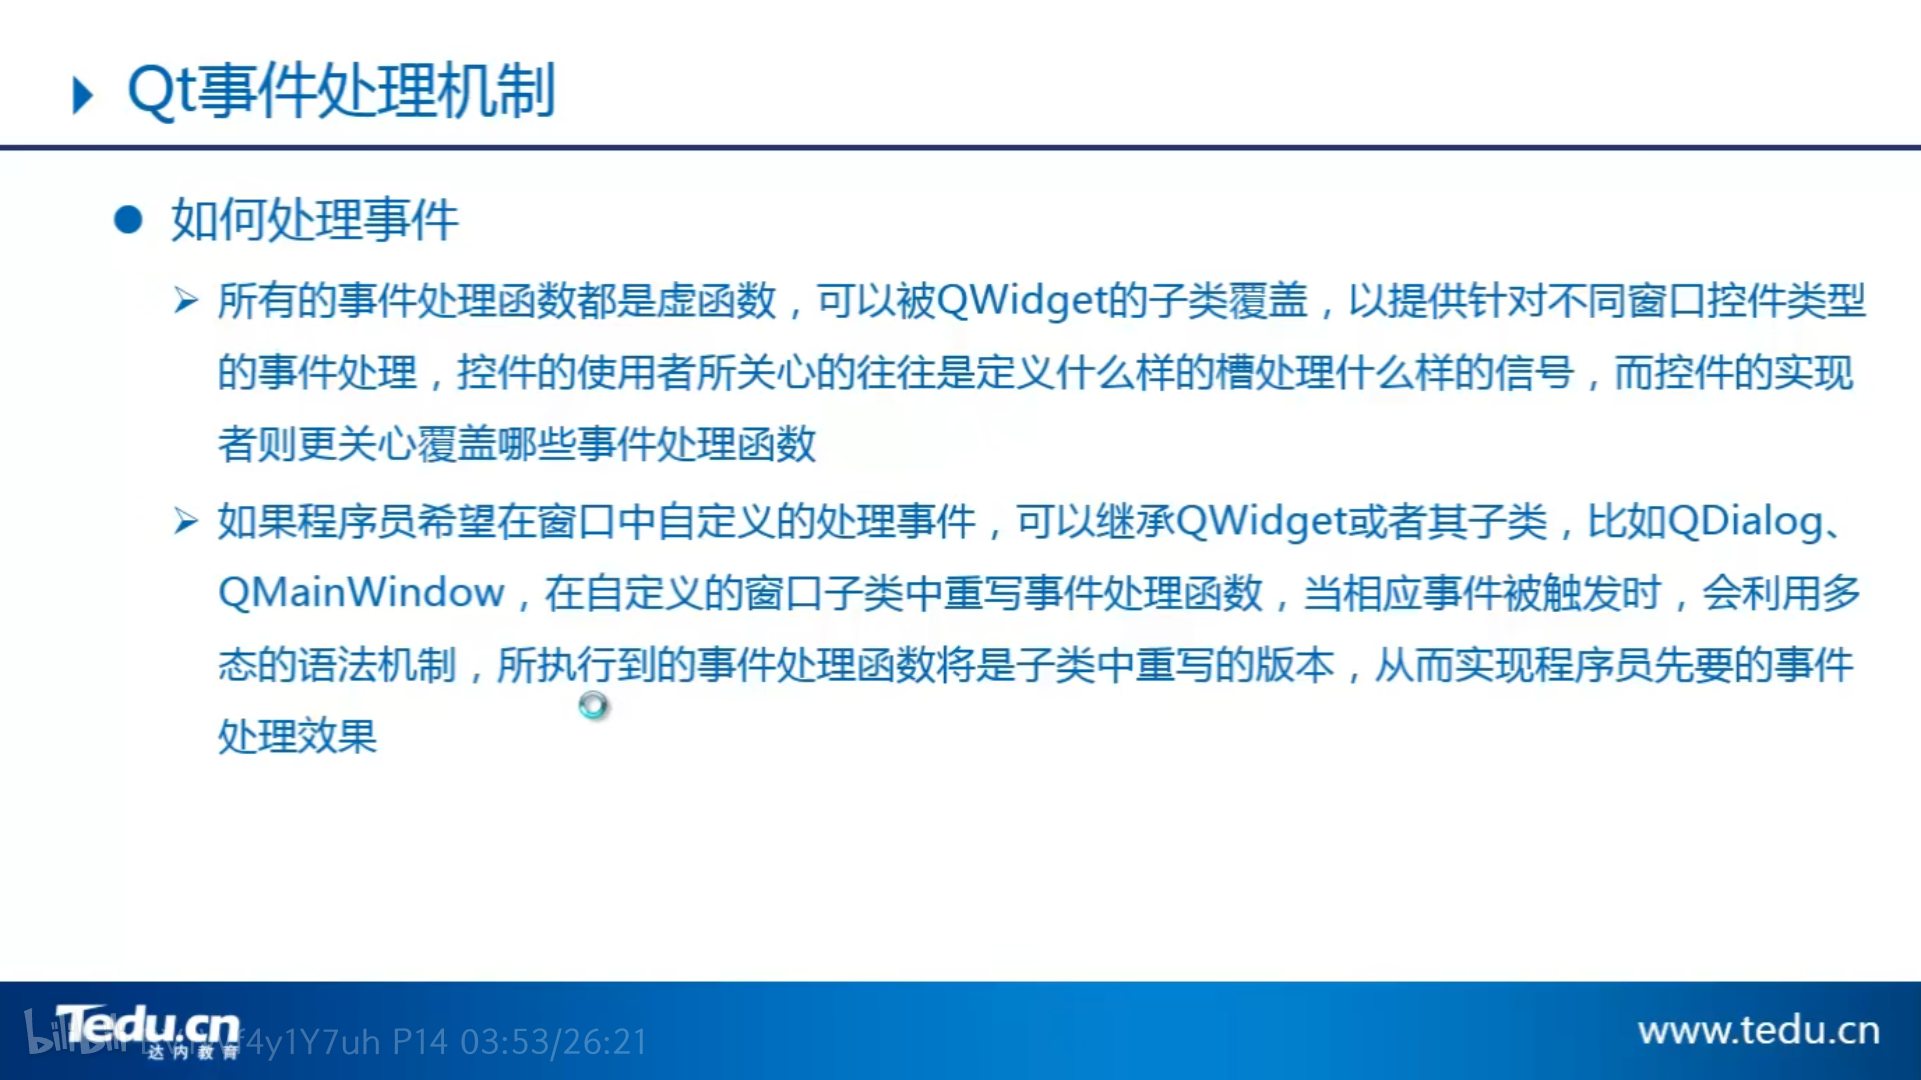 Qt事件处理机制
如何处理事件
所有的事件处理函数都是虚函数，可以被QWidget的子类覆盖，以提供针对不同窗口控件类型
的事件处理，控件的使用者所关心的往往是定义什么样的槽处理什么样的信号，而控件的实现
者则更关心覆盖哪些事件处理函数
如果程序员希望在窗口中自定义的处理事件，可以继承QWidget或者其子类，比如QDialog、
QMainWindow，在自定义的窗口子类中重写事件处理函数，当相应事件被触发时，会利用多
态的语法机制，所执行到的事件处理函数将是子类中重写的版本，从而实现程序员先要的事件
处理效果
Tedu.cn
达内教育
bilibili
f4y1Y7uh P14 03:53/26:21
www.tedu.cn